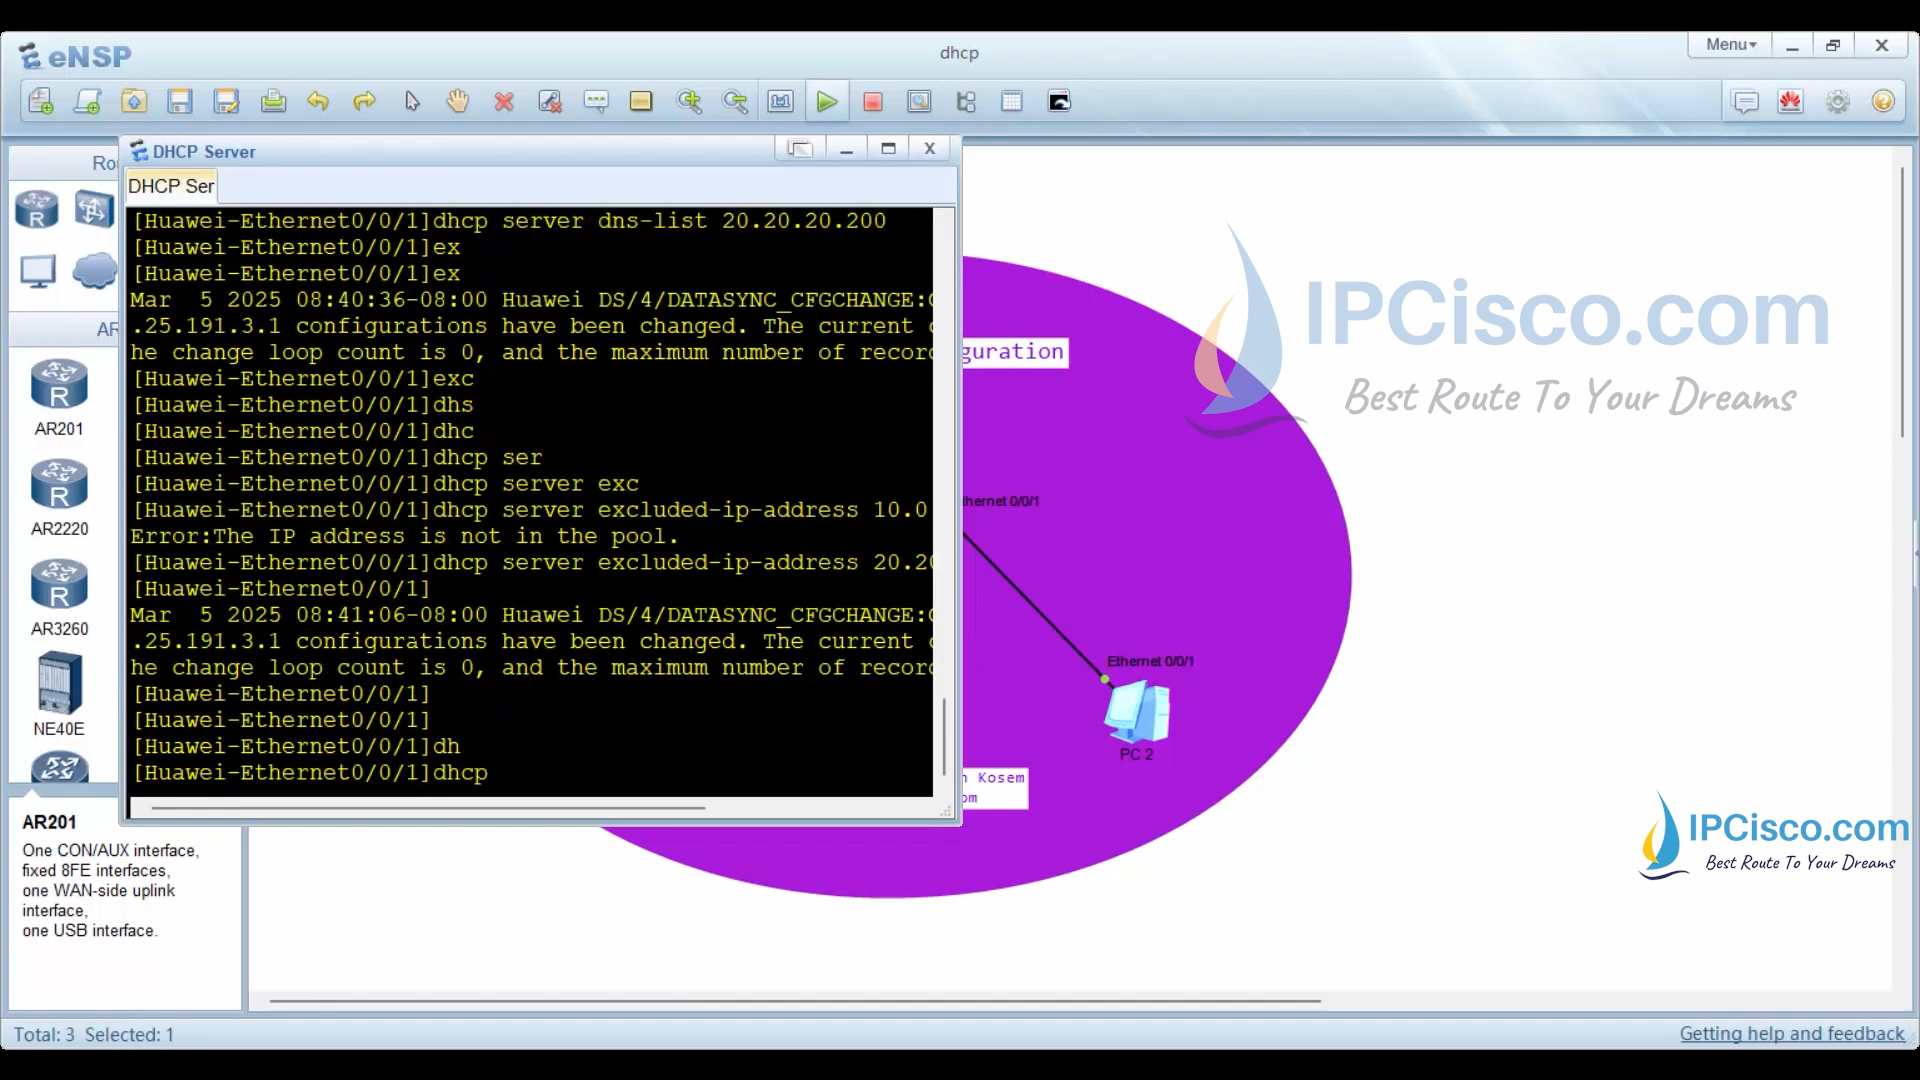 eNSP
dhcp
Menu
DHCP Server
DHCP Ser
[Huawei-Ethernet0/0/1]dhcp server dns-list 20.20.20.200
[Huawei-Ethernet0/0/1]ex
[Huawei-Ethernet0/0/1]ex
Mar  5 2025 08:40:36-08:00 Huawei DS/4/DATASYNC_CFGCHANGE:
.25.191.3.1 configurations have been changed. The current
he change loop count is 0, and the maximum number of recor
[Huawei-Ethernet0/0/1]exc
[Huawei-Ethernet0/0/1]dhs
[Huawei-Ethernet0/0/1]dhc
[Huawei-Ethernet0/0/1]dhcp ser
[Huawei-Ethernet0/0/1]dhcp server exc
[Huawei-Ethernet0/0/1]dhcp server excluded-ip-address 10.0
Error:The IP address is not in the pool.
[Huawei-Ethernet0/0/1]dhcp server excluded-ip-address 20.20
[Huawei-Ethernet0/0/1]
Mar  5 2025 08:41:06-08:00 Huawei DS/4/DATASYNC_CFGCHANGE:
.25.191.3.1 configurations have been changed. The current
he change loop count is 0, and the maximum number of recor
[Huawei-Ethernet0/0/1]
[Huawei-Ethernet0/0/1]
[Huawei-Ethernet0/0/1]dh
[Huawei-Ethernet0/0/1]dhcp
Ro
AR
R
R
AR201
R
AR2220
R
AR3260
NE40E
AR201
One CON/AUX interface,
fixed 8FE interfaces,
one WAN-side uplink
interface,
one USB interface.
guration
thernet 0/0/1
Ethernet 0/0/1
PC 2
n Kosem
om
IPCisco.com
Best Route To Your Dreams
IPCisco.com
Best Route To Your Dreams
Total: 3 Selected: 1
Getting help and feedback